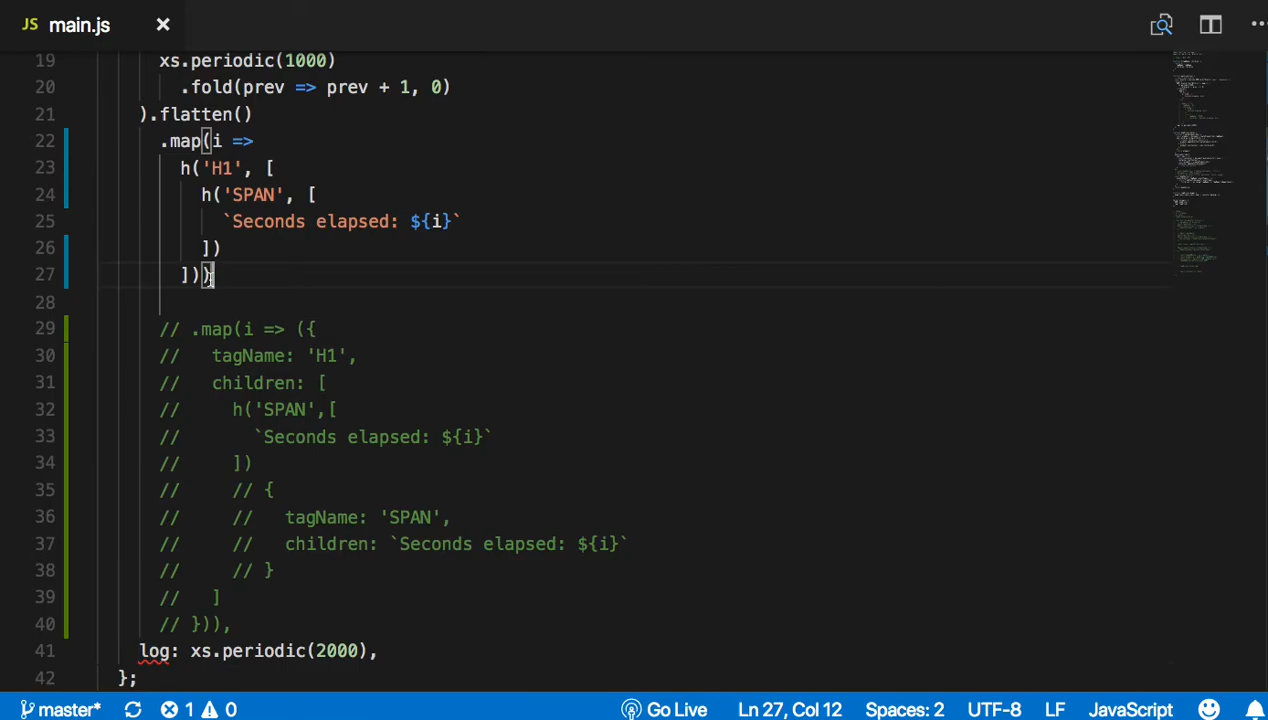 JS main.js ×
19 xs.periodic(1000)
20 .fold(prev => prev + 1, 0)
21 ).flatten()
22 .map(i =>
23 h('H1', [
24 h('SPAN', [
25 `Seconds elapsed: ${i}`
26 ])
27 ]))
28
29 // .map(i => ({
30 //   tagName: 'H1',
31 //   children: [
32 //     h('SPAN',[
33 //       `Seconds elapsed: ${i}`
34 //     ])
35 //     // {
36 //     //   tagName: 'SPAN',
37 //     //   children: `Seconds elapsed: ${i}`
38 //     // }
39 //   ]
40 // })),
41 log: xs.periodic(2000),
42 };
master* 1 0 Go Live Ln 27, Col 12 Spaces: 2 UTF-8 LF JavaScript